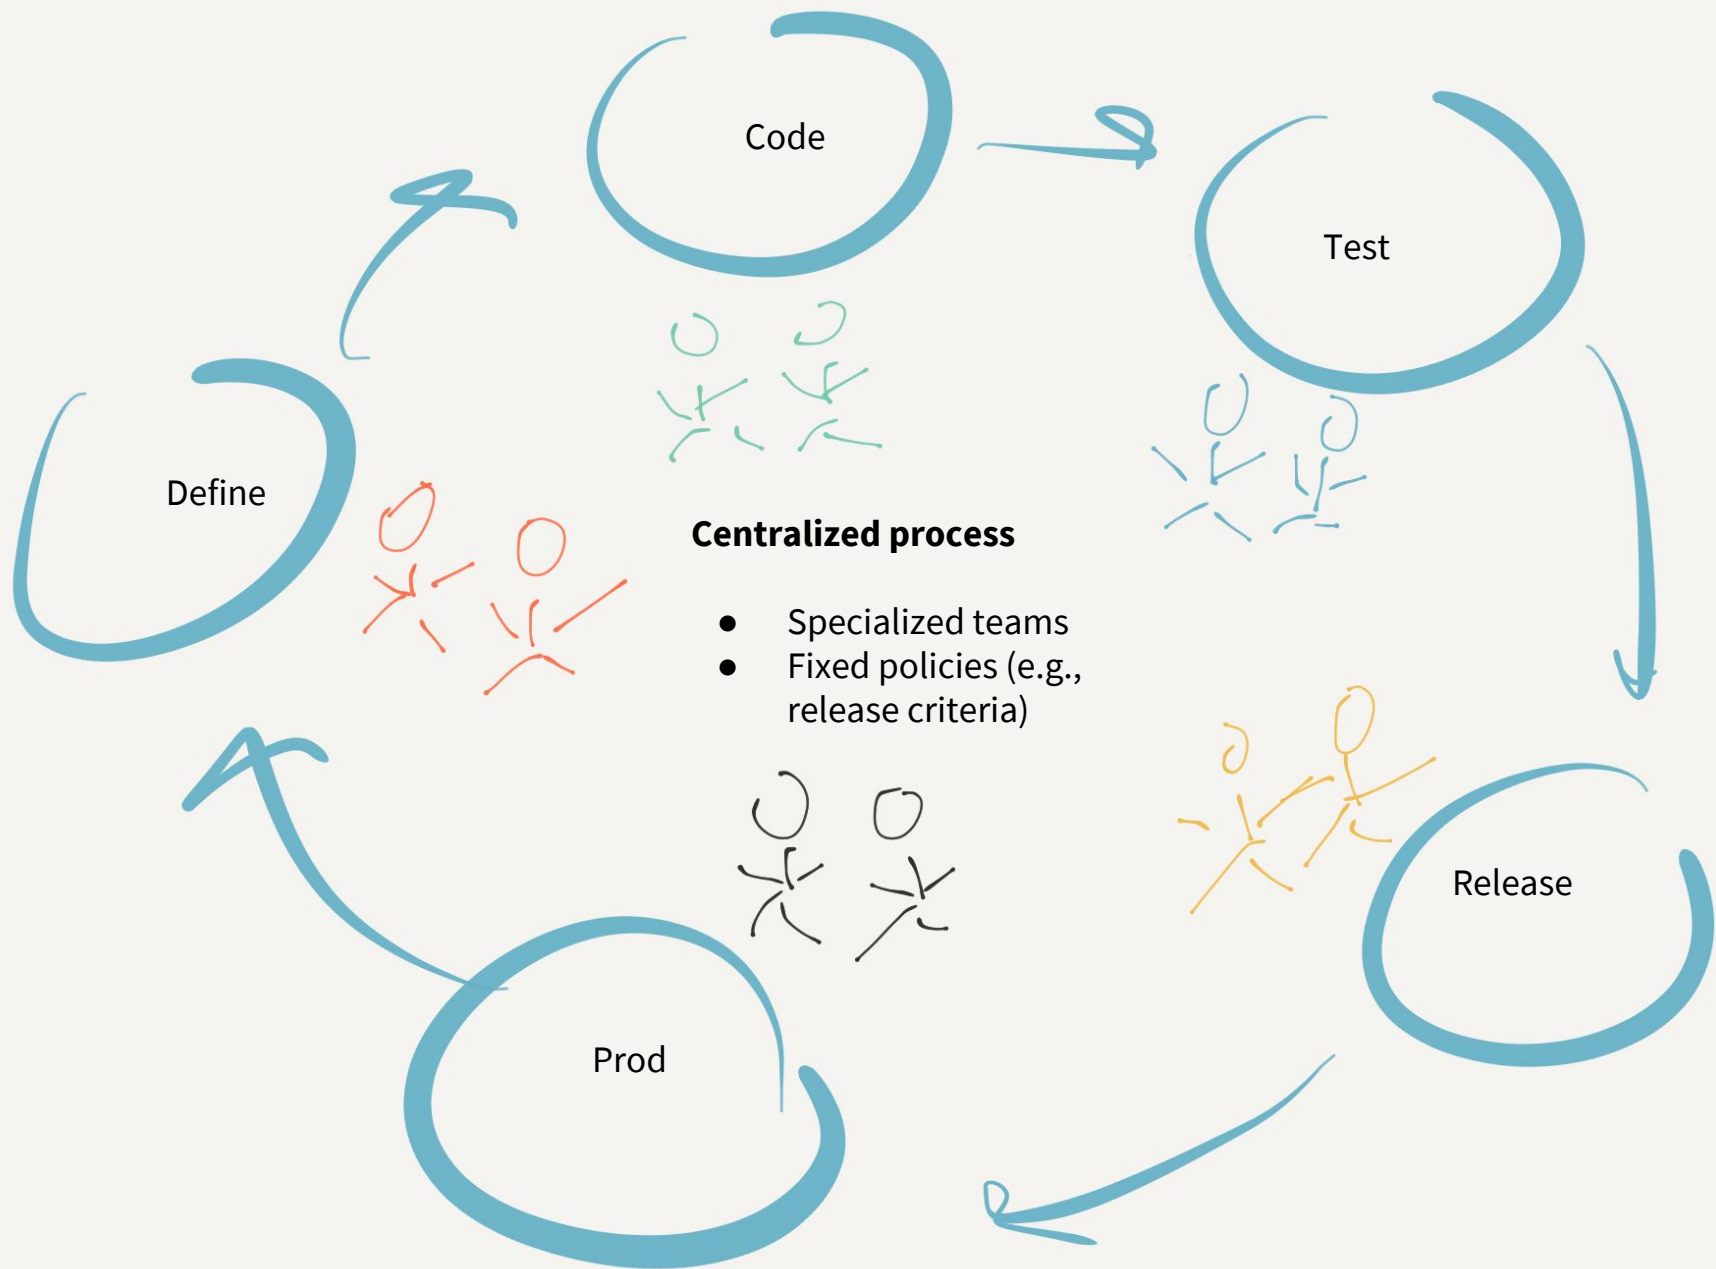 Code
Test
Define
Centralized process
● Specialized teams
● Fixed policies (e.g.,
release criteria)
Release
Prod